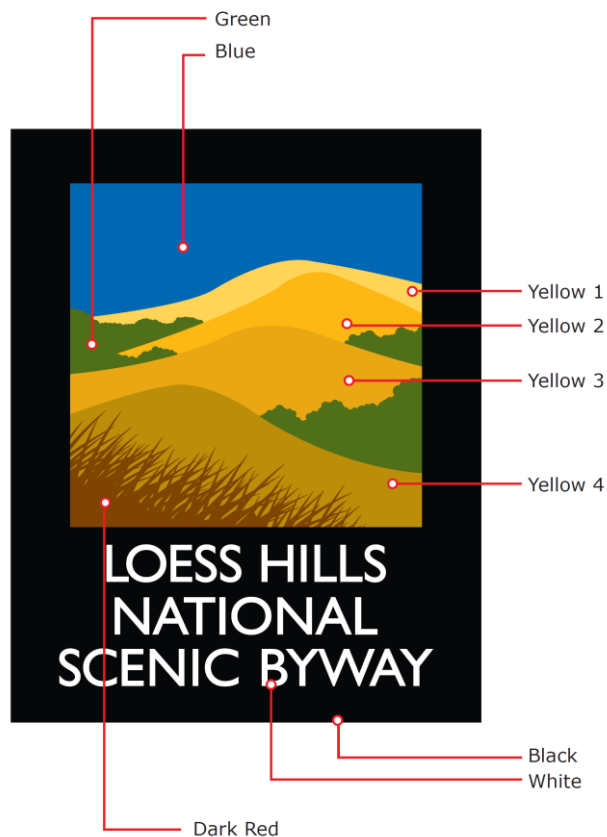 Green
Blue
Yellow 1
Yellow 2
Yellow 3
Yellow 4
LOESS HILLS
NATIONAL
SCENIC BYWAY
Black
White
Dark Red